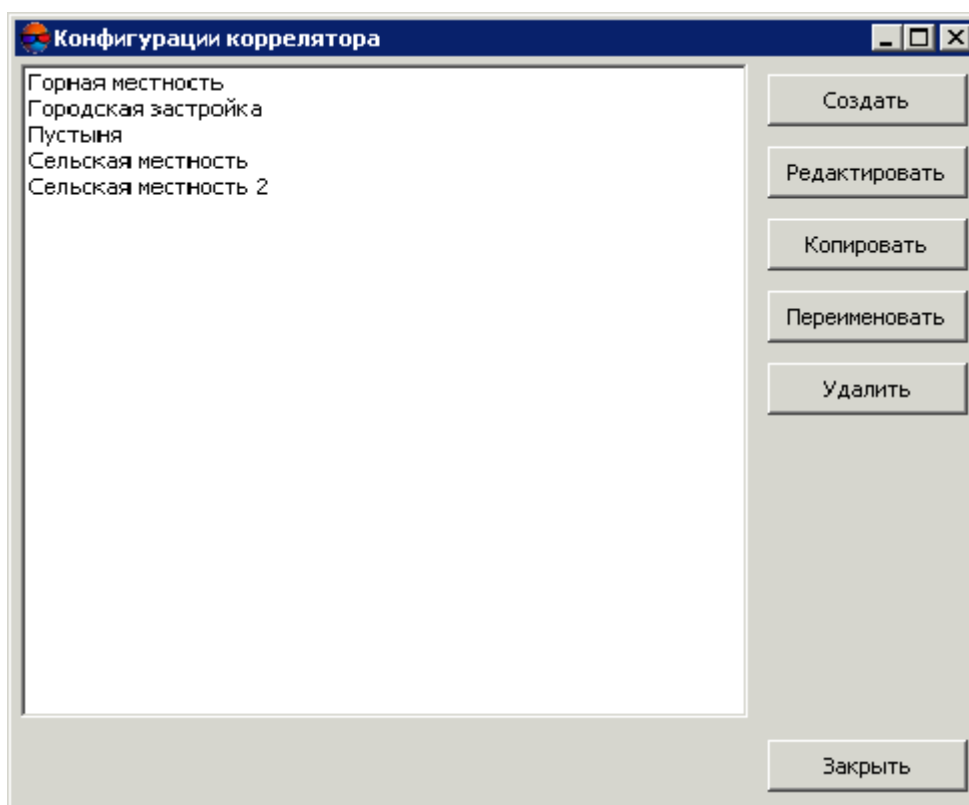 Конфигурации коррелятора
Горная местность
Городская застройка
Пустыня
Сельская местность
Сельская местность 2
Создать
Редактировать
Копировать
Переименовать
Удалить
Закрыть